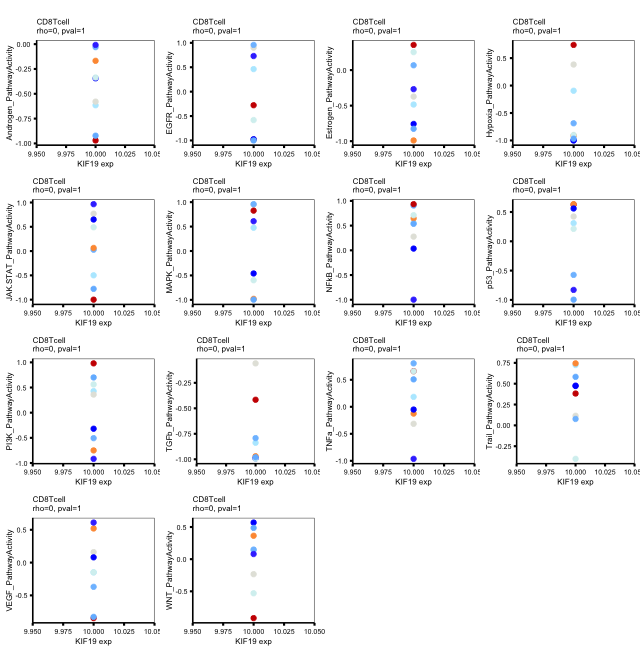 CD8Tcell
rho=0, pval=1
Androgen_PathwayActivity
0.00
-0.25
-0.50
-0.75
-1.00
9.950 9.975 10.000 10.025 10.05
KIF19 exp
CD8Tcell
rho=0, pval=1
EGFR_PathwayActivity
1.0
0.5
0.0
-0.5
-1.0
9.950 9.975 10.000 10.025 10.05
KIF19 exp
CD8Tcell
rho=0, pval=1
Estrogen_PathwayActivity
0.0
-0.5
-1.0
9.950 9.975 10.000 10.025 10.05
KIF19 exp
CD8Tcell
rho=0, pval=1
Hypoxia_PathwayActivity
0.5
0.0
-0.5
-1.0
9.950 9.975 10.000 10.025 10.05
KIF19 exp
CD8Tcell
rho=0, pval=1
JAK.STAT_PathwayActivity
1.0
0.5
0.0
-0.5
-1.0
9.950 9.975 10.000 10.025 10.05
KIF19 exp
CD8Tcell
rho=0, pval=1
MAPK_PathwayActivity
1.0
0.5
0.0
-0.5
-1.0
9.950 9.975 10.000 10.025 10.05
KIF19 exp
CD8Tcell
rho=0, pval=1
NFkB_PathwayActivity
1.0
0.5
0.0
-0.5
-1.0
9.950 9.975 10.000 10.025 10.05
KIF19 exp
CD8Tcell
rho=0, pval=1
p53_PathwayActivity
0.5
0.0
-0.5
-1.0
9.950 9.975 10.000 10.025 10.05
KIF19 exp
CD8Tcell
rho=0, pval=1
PI3K_PathwayActivity
1.0
0.5
0.0
-0.5
-1.0
9.950 9.975 10.000 10.025 10.05
KIF19 exp
CD8Tcell
rho=0, pval=1
TGFb_PathwayActivity
-0.25
-0.50
-0.75
-1.00
9.950 9.975 10.000 10.025 10.05
KIF19 exp
CD8Tcell
rho=0, pval=1
TNFa_PathwayActivity
0.5
0.0
-0.5
-1.0
9.950 9.975 10.000 10.025 10.05
KIF19 exp
CD8Tcell
rho=0, pval=1
Trail_PathwayActivity
0.75
0.50
0.25
0.00
-0.25
9.950 9.975 10.000 10.025 10.05
KIF19 exp
CD8Tcell
rho=0, pval=1
VEGF_PathwayActivity
0.5
0.0
-0.5
9.950 9.975 10.000 10.025 10.05
KIF19 exp
CD8Tcell
rho=0, pval=1
WNT_PathwayActivity
0.5
0.0
-0.5
9.950 9.975 10.000 10.025 10.050
KIF19 exp